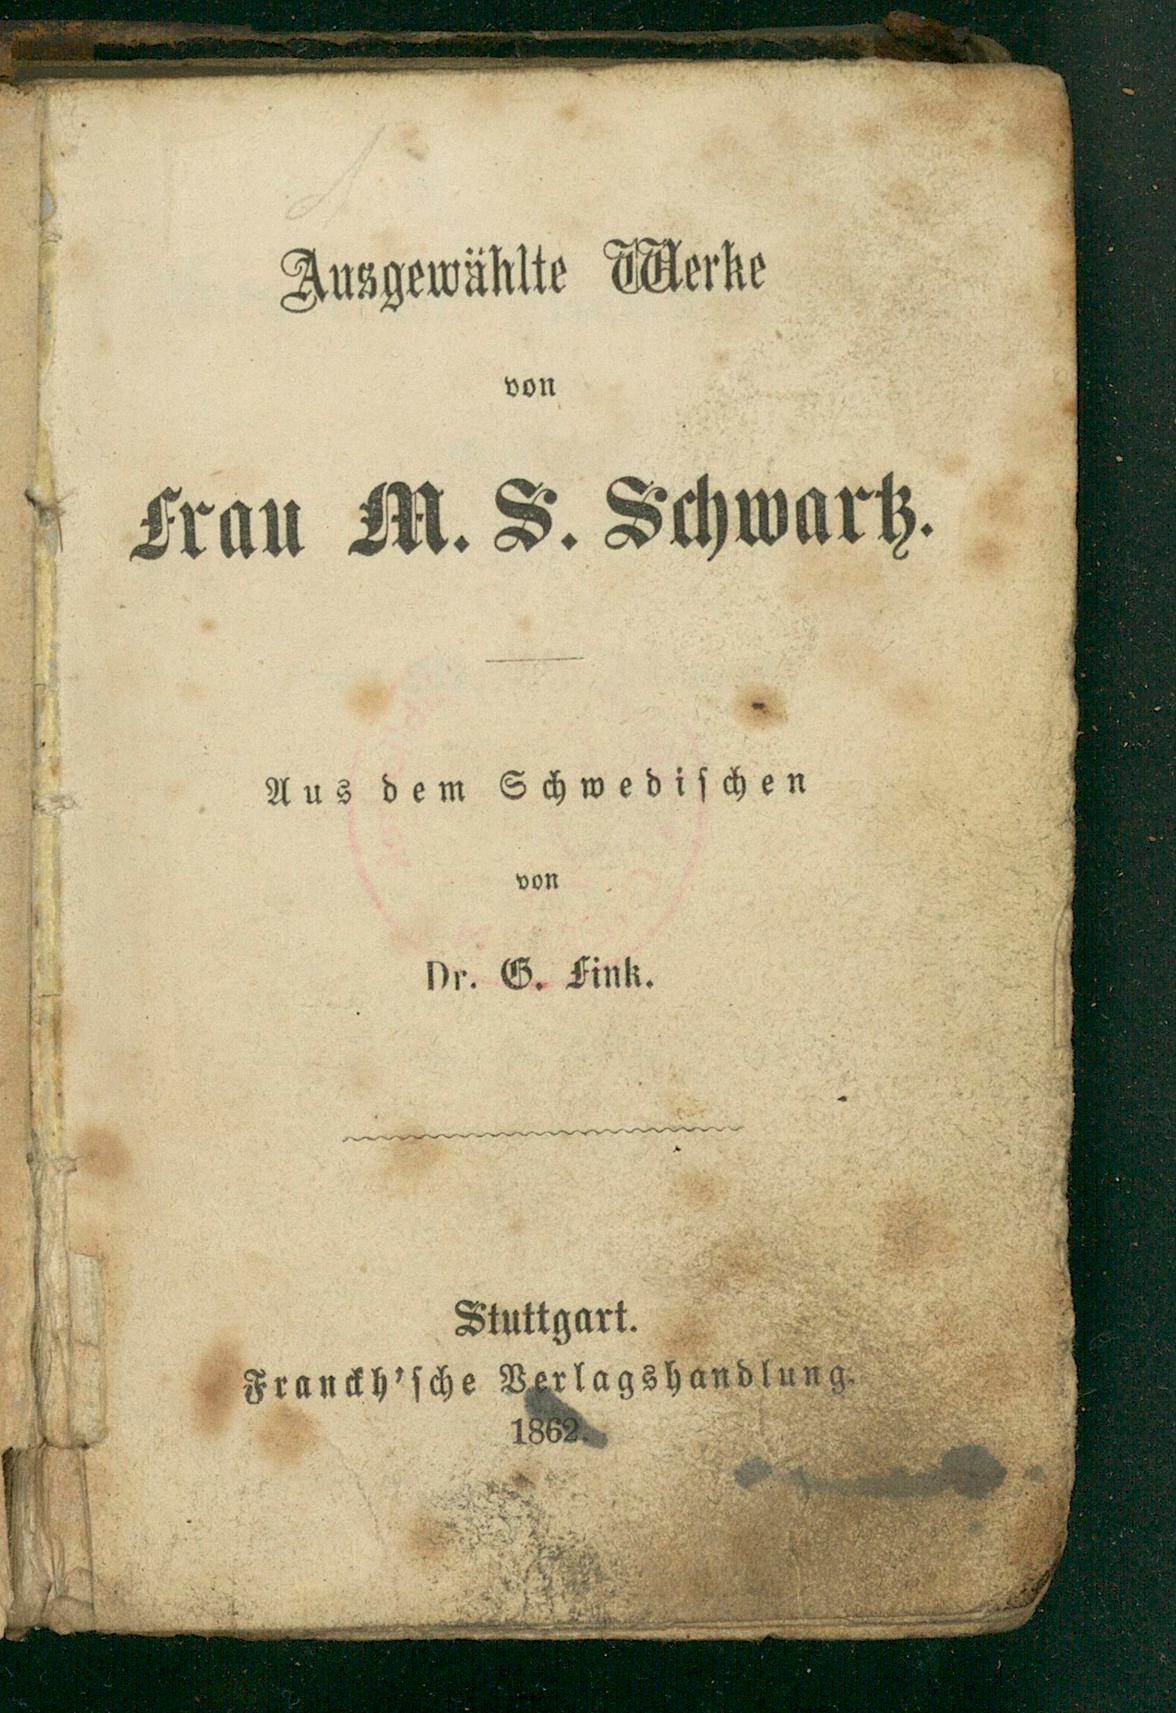 Ausgewählte Werke
von
Frau M. S. Schwartz.
Aus dem Schwedischen
von
Dr. G. Fink.
Stuttgart.
Franckh'sche Verlagshandlung.
1862.